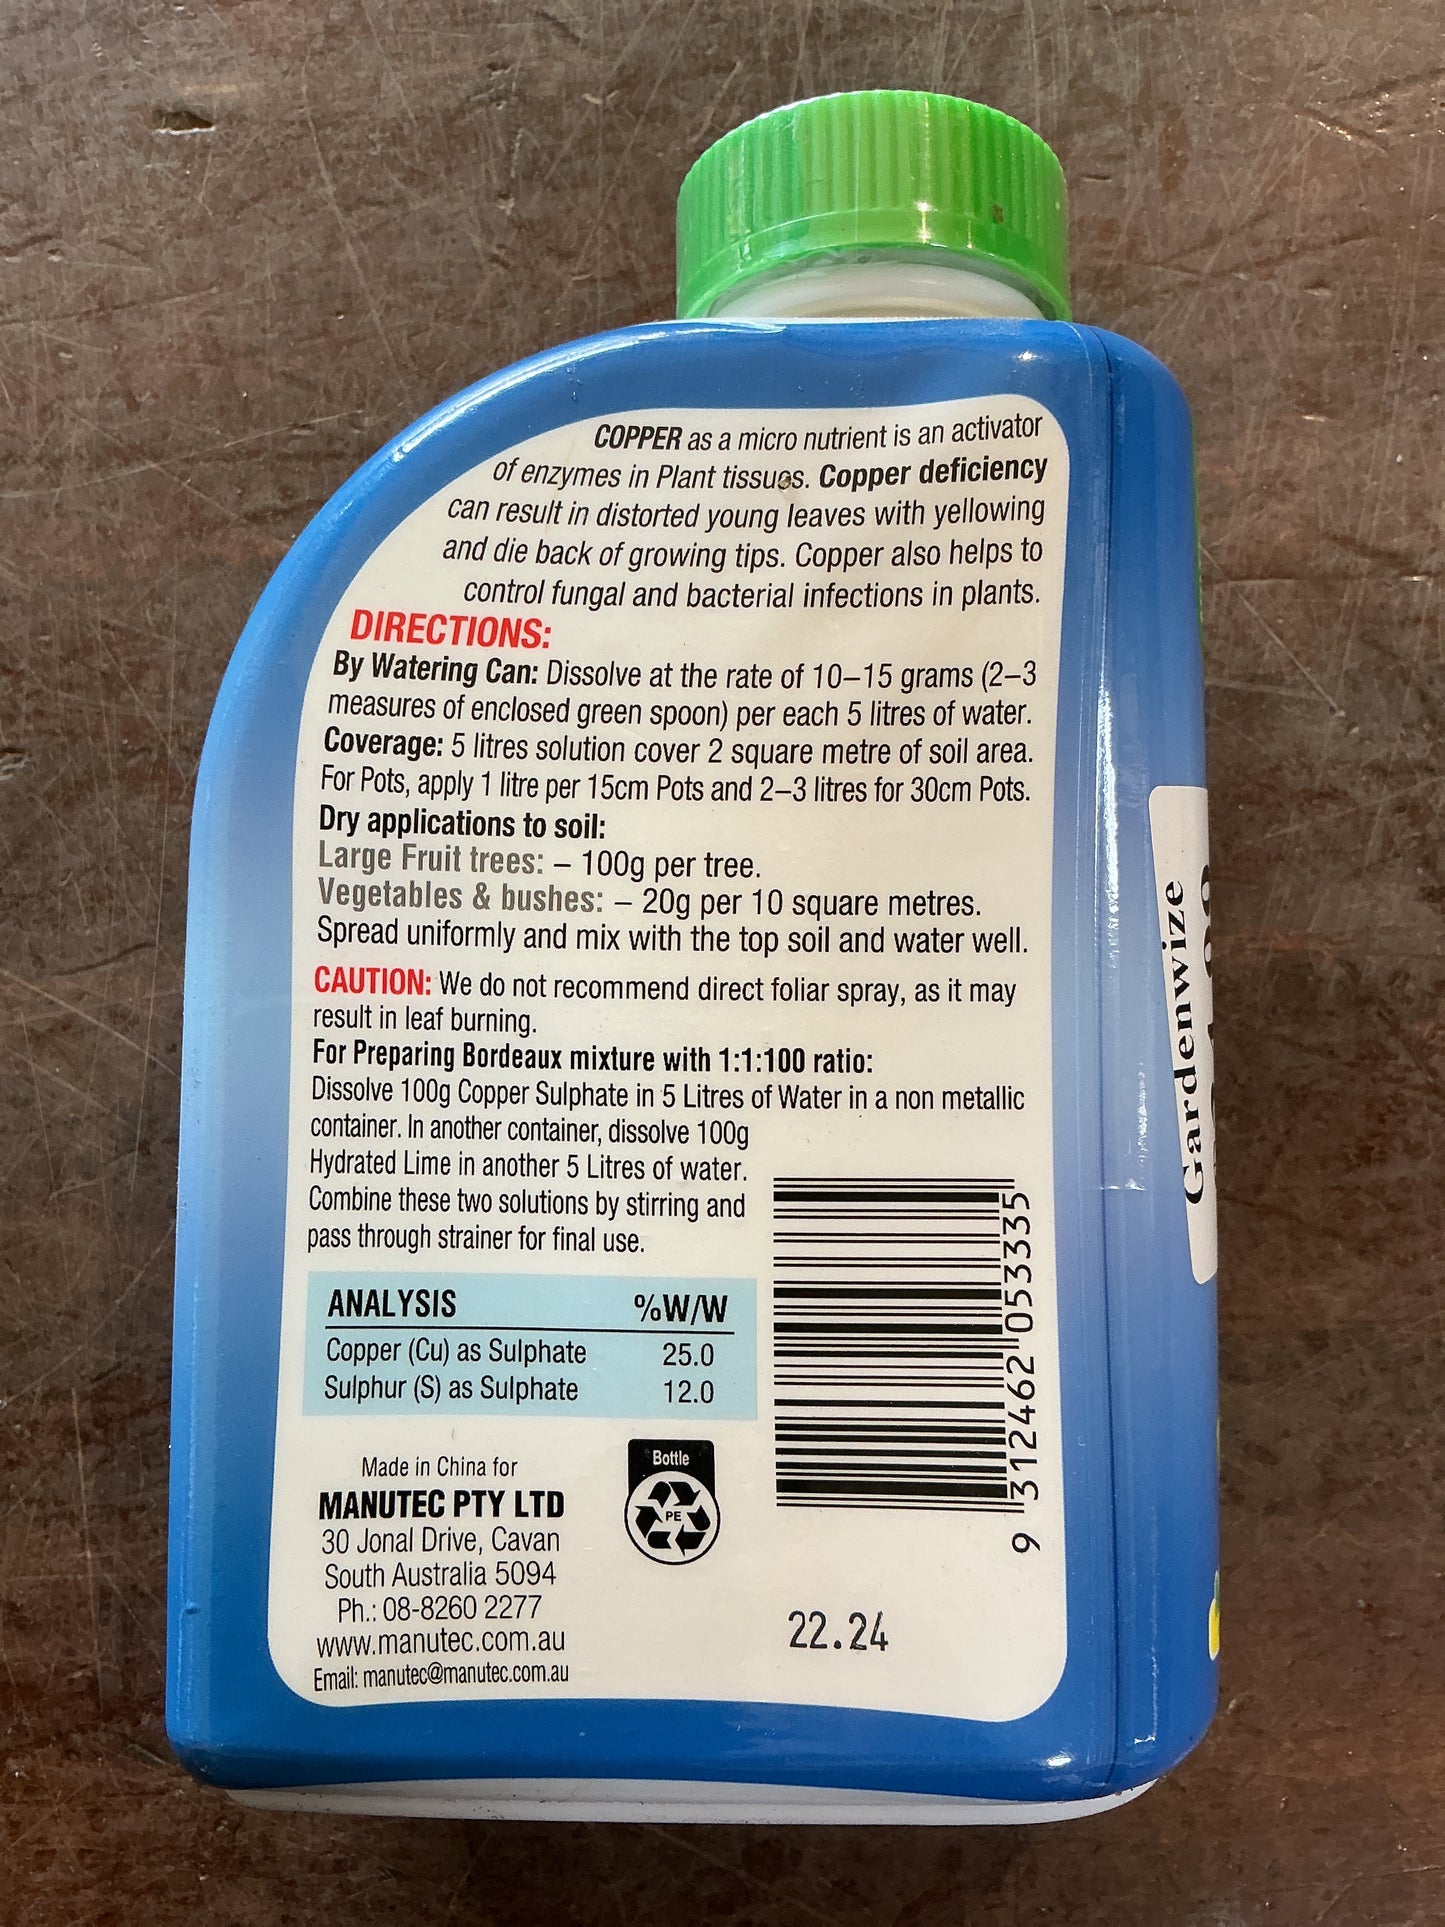 COPPER as a micro nutrient is an activator
of enzymes in Plant tissues. Copper deficiency
can result in distorted young leaves with yellowing
and die back of growing tips. Copper also helps to
control fungal and bacterial infections in plants.
DIRECTIONS:
By Watering Can: Dissolve at the rate of 10–15 grams (2–3
measures of enclosed green spoon) per each 5 litres of water.
Coverage: 5 litres solution cover 2 square metre of soil area.
For Pots, apply 1 litre per 15cm Pots and 2–3 litres for 30cm Pots.
Dry applications to soil:
Large Fruit trees: – 100g per tree.
Vegetables & bushes: – 20g per 10 square metres.
Spread uniformly and mix with the top soil and water well.
CAUTION: We do not recommend direct foliar spray, as it may
result in leaf burning.
For Preparing Bordeaux mixture with 1:1:100 ratio:
Dissolve 100g Copper Sulphate in 5 Litres of Water in a non metallic
container. In another container, dissolve 100g
Hydrated Lime in another 5 Litres of water.
Combine these two solutions by stirring and
pass through strainer for final use.
ANALYSIS %W/W
Copper (Cu) as Sulphate 25.0
Sulphur (S) as Sulphate 12.0
Made in China for
MANUTEC PTY LTD
30 Jonal Drive, Cavan
South Australia 5094
Ph.: 08-8260 2277
www.manutec.com.au
Email: manutec@manutec.com.au
Bottle
PE
9 312462 053335
22.24
Gardenwize